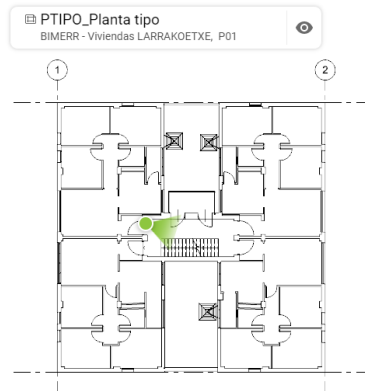 PTIPO_Planta tipo
BIMERR - Viviendas LARRAKOETXE, P01
1
2